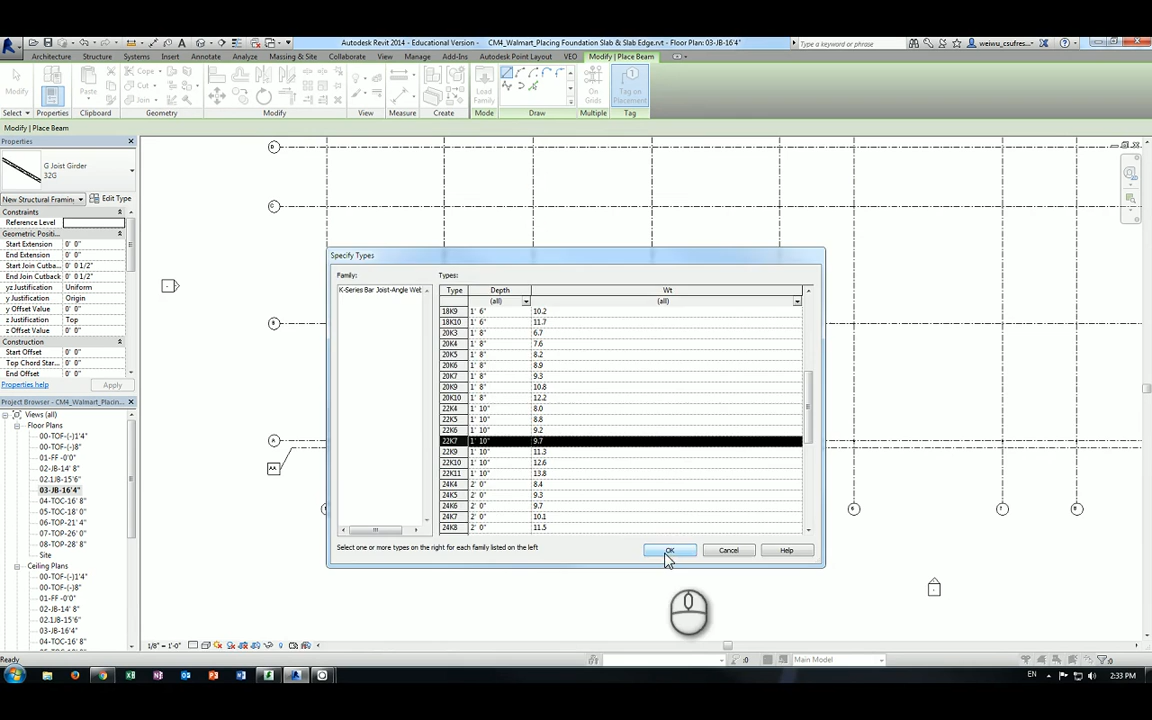 Autodesk Revit 2014 - Educational Version - CM4_Walmart_Placing Foundation Slab & Slab Edge.rvt - Floor Plan: 03-JB-16'4"
Type a keyword or phrase
weiwu_csufres...
Architecture Structure Systems Insert Annotate Analyze Massing & Site Collaborate View Manage Add-Ins Autodesk Point Layout VEO Modify | Place Beam
Modify Paste Cope Cut Join Load Family On Grids Tag on Placement
Select Properties Clipboard Geometry Modify View Measure Create Mode Draw Multiple Tag
Modify | Place Beam
Properties
G Joist Girder
32G
New Structural Framin
Edit Type
Constraints
Reference Level
Geometric Positi...
Start Extension 0' 0"
End Extension 0' 0"
Start Join Cutba... 0' 0 1/2"
End Join Cutback 0' 0 1/2"
yz Justification Uniform
y Justification Origin
y Offset Value 0' 0"
z Justification Top
z Offset Value 0' 0"
Construction
Start Offset 0' 0"
Top Chord Star... 0' 0"
End Offset 0' 0"
Properties help
Apply
Project Browser - CM4_Walmart_Placin...
Views (all)
Floor Plans
00-TOF-(-)1'4"
00-TOF-(-)8"
01-FF -0'0"
02-JB-14' 8"
02.1JB-15'6"
03-JB-16'4"
04-TOC-16' 8"
05-TOC-18' 8"
06-TOP-21' 4"
07-TOP-24' 8"
08-TOP-28' 8"
Site
Ceiling Plans
00-TOF-(-)1'4"
00-TOF-(-)8"
01-FF -0'0"
02-JB-14' 8"
02.1JB-15'6"
03-JB-16'4"
04-TOC-16' 8"
D
C
B
A
AA
Specify Types
Family:
Types:
K-Series Bar Joist-Angle Wel
Type Depth Wt
(all) (all)
18K9 1' 6" 10.2
18K10 1' 6" 11.7
20K3 1' 8" 6.7
20K4 1' 8" 7.6
20K5 1' 8" 8.2
20K6 1' 8" 8.9
20K7 1' 8" 9.3
20K9 1' 8" 10.8
20K10 1' 8" 12.2
22K4 1' 10" 8.0
22K5 1' 10" 8.8
22K6 1' 10" 9.2
22K7 1' 10" 9.7
22K9 1' 10" 11.3
22K10 1' 10" 12.6
22K11 1' 10" 13.8
24K4 2' 0" 8.4
24K5 2' 0" 9.3
24K6 2' 0" 9.7
24K7 2' 0" 10.1
24K8 2' 0" 11.5
Select one or more types on the right for each family listed on the left
OK Cancel Help
1/8" = 1'-0"
Ready
:0
Main Model
:0
EN 2:33 PM